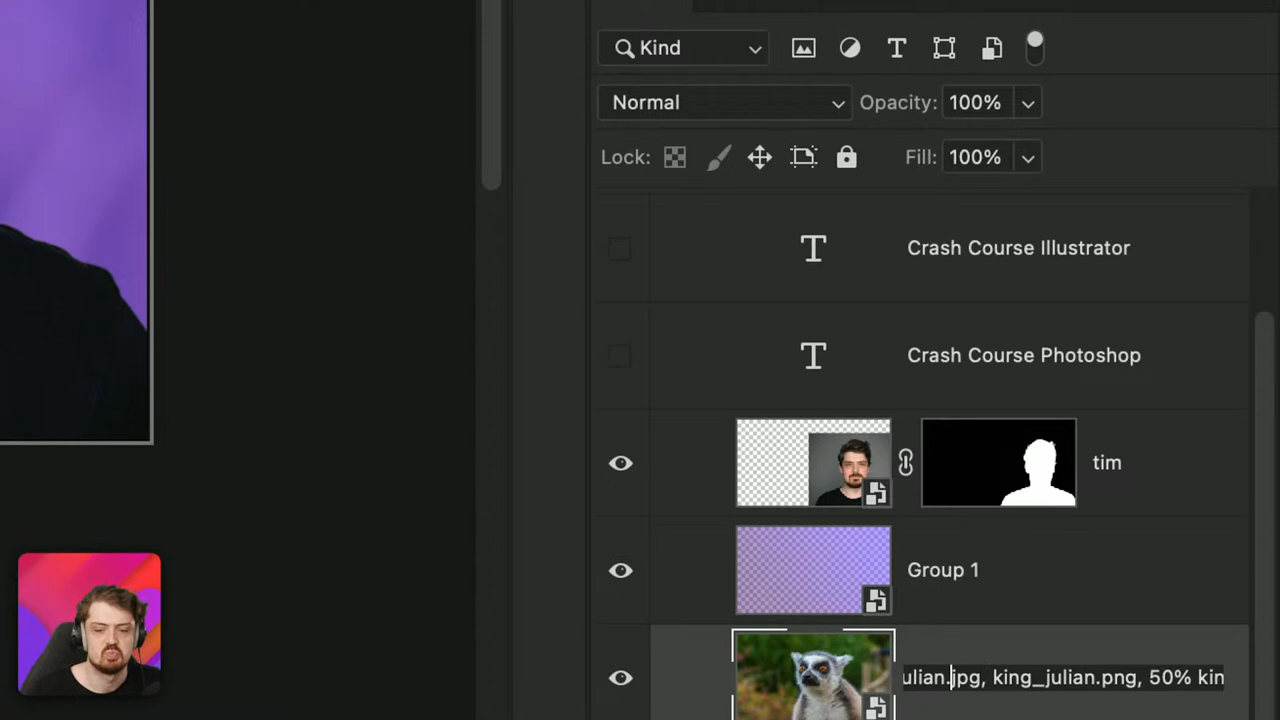 Kind
Normal Opacity: 100%
Lock: Fill: 100%
T Crash Course Illustrator
T Crash Course Photoshop
tim
Group 1
ulian.jpg, king_julian.png, 50% kin